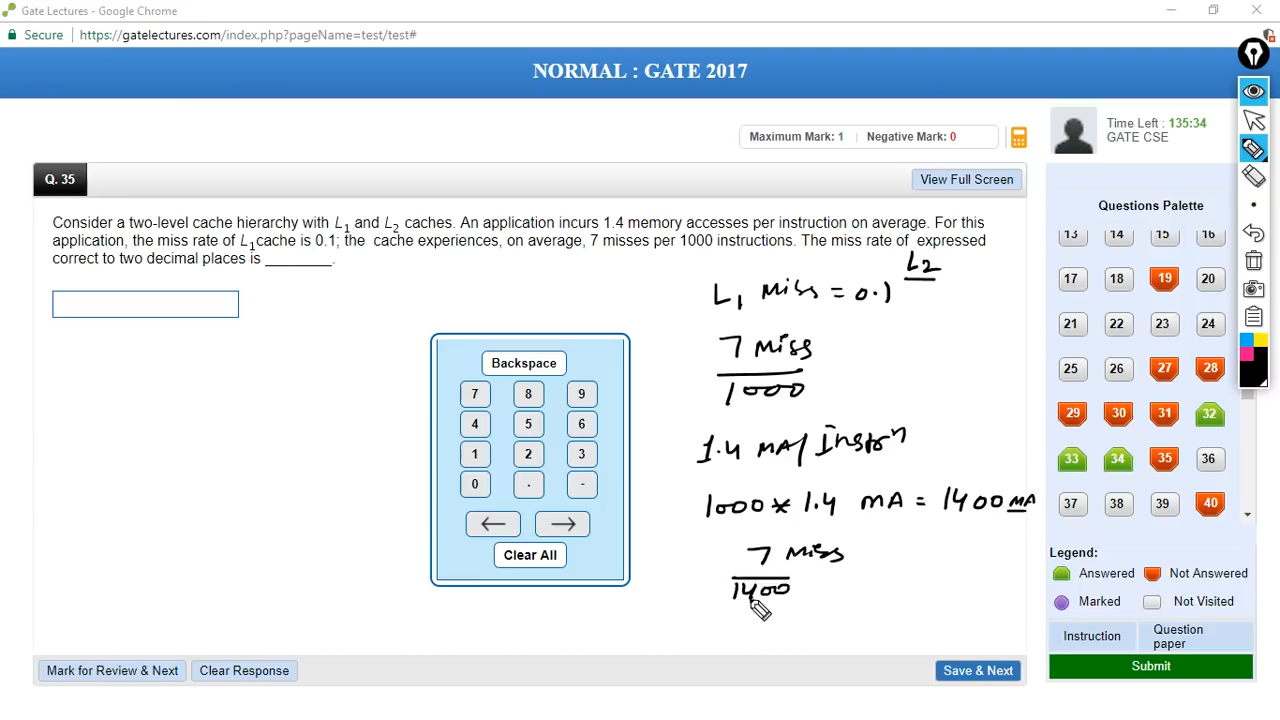 Gate Lectures - Google Chrome
Secure | https://gatelectures.com/index.php?pageName=test/test#
NORMAL : GATE 2017
Maximum Mark: 1 | Negative Mark: 0
Time Left : 135:34
GATE CSE
Q. 35
View Full Screen
Consider a two-level cache hierarchy with L1 and L2 caches. An application incurs 1.4 memory accesses per instruction on average. For this
application, the miss rate of L1cache is 0.1; the cache experiences, on average, 7 misses per 1000 instructions. The miss rate of expressed
correct to two decimal places is ________.
L2
L1 Miss = 0.1
7 Miss
1000
1.4 MA/Instrn
1000 * 1.4 MA = 1400 MA
7 Miss
1400
Backspace
7 8 9
4 5 6
1 2 3
0 . -
← →
Clear All
Questions Palette
13 14 15 16
17 18 19 20
21 22 23 24
25 26 27 28
29 30 31 32
33 34 35 36
37 38 39 40
Legend:
Answered Not Answered
Marked Not Visited
Instruction Question paper
Submit
Mark for Review & Next Clear Response Save & Next